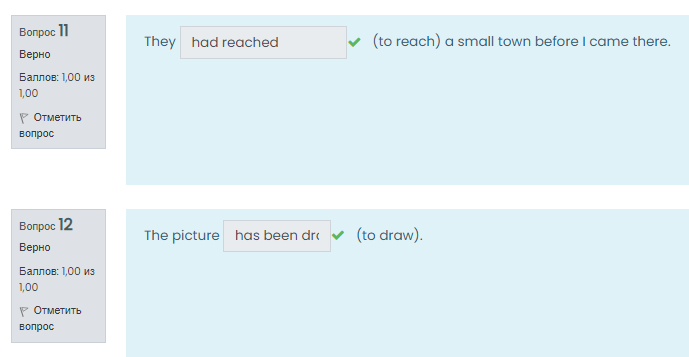 Вопрос 11
Верно
Баллов: 1,00 из
1,00
Отметить
вопрос
They had reached (to reach) a small town before I came there.
Вопрос 12
Верно
Баллов: 1,00 из
1,00
Отметить
вопрос
The picture has been (to draw).